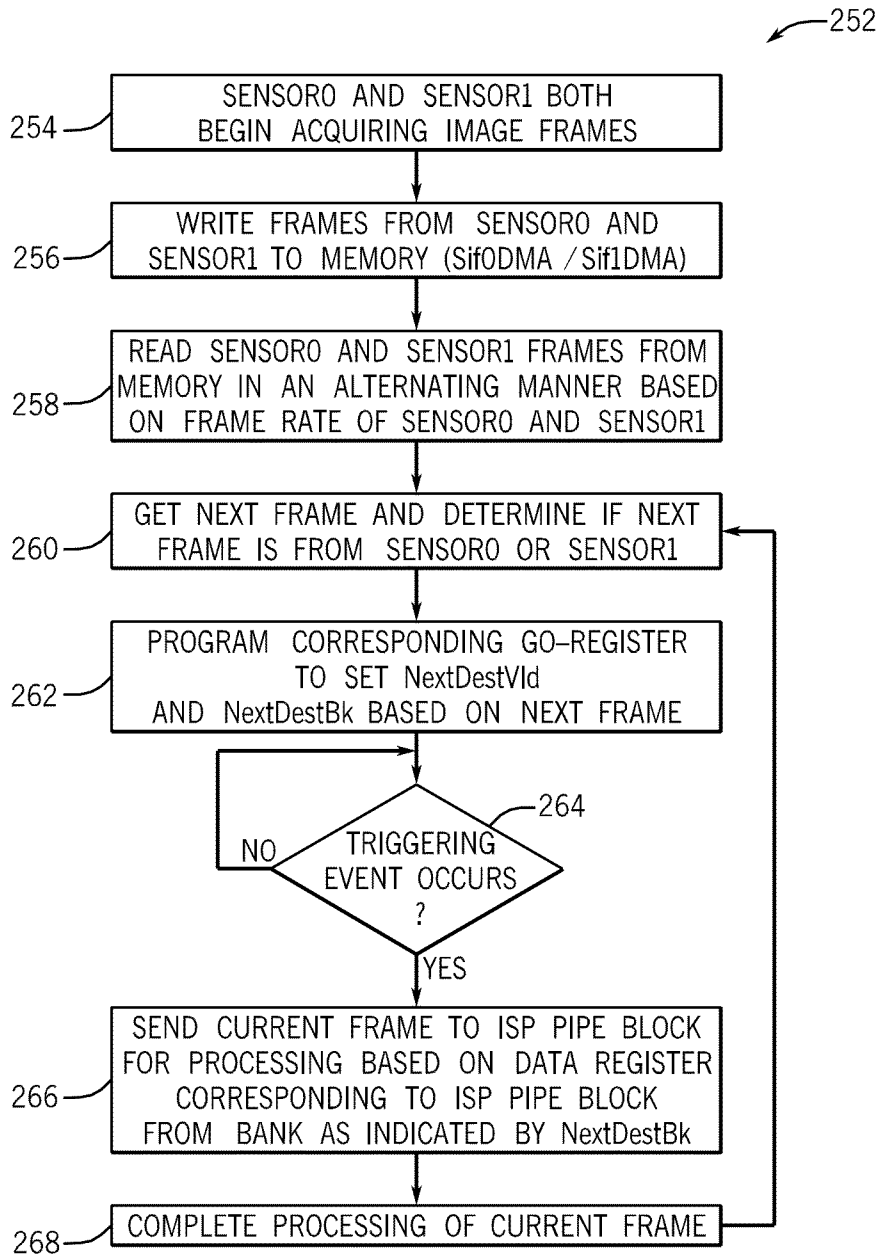 252
254
SENSOR0 AND SENSOR1 BOTH
BEGIN ACQUIRING IMAGE FRAMES
256
WRITE FRAMES FROM SENSOR0 AND
SENSOR1 TO MEMORY (Sif0DMA / Sif1DMA)
258
READ SENSOR0 AND SENSOR1 FRAMES FROM
MEMORY IN AN ALTERNATING MANNER BASED
ON FRAME RATE OF SENSOR0 AND SENSOR1
260
GET NEXT FRAME AND DETERMINE IF NEXT
FRAME IS FROM SENSOR0 OR SENSOR1
262
PROGRAM CORRESPONDING GO-REGISTER
TO SET NextDestVld
AND NextDestBk BASED ON NEXT FRAME
264
NO
TRIGGERING
EVENT OCCURS
?
YES
266
SEND CURRENT FRAME TO ISP PIPE BLOCK
FOR PROCESSING BASED ON DATA REGISTER
CORRESPONDING TO ISP PIPE BLOCK
FROM BANK AS INDICATED BY NextDestBk
268
COMPLETE PROCESSING OF CURRENT FRAME